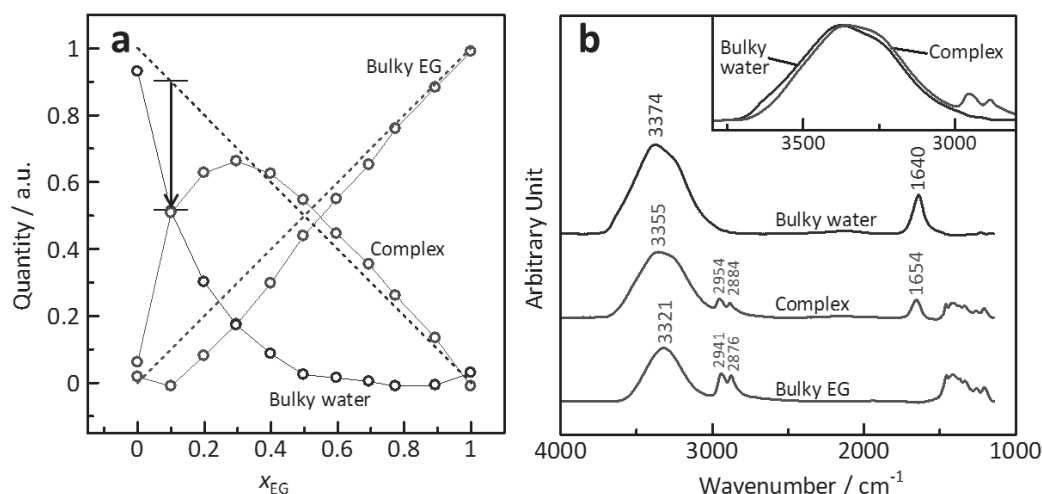 a
Quantity / a.u.
1
0.8
0.6
0.4
0.2
0
Bulky EG
Complex
Bulky water
0 0.2 0.4 0.6 0.8 1
x_EG
b
Arbitrary Unit
Bulky
water
Complex
3500 3000
3374
1640
Bulky water
3355
2954
2884
1654
Complex
3321
2941
2876
Bulky EG
4000 3000 2000 1000
Wavenumber / cm⁻¹